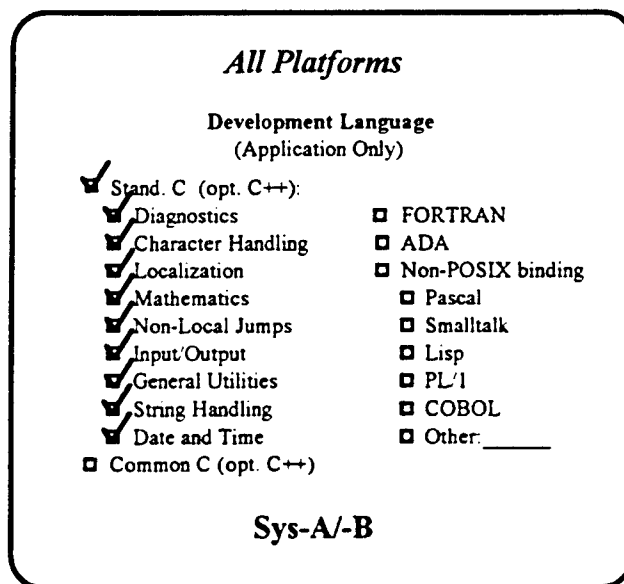 All Platforms
Development Language
(Application Only)
Stand. C (opt. C++):
Diagnostics
Character Handling
Localization
Mathematics
Non-Local Jumps
Input/Output
General Utilities
String Handling
Date and Time
Common C (opt. C++)
FORTRAN
ADA
Non-POSIX binding
Pascal
Smalltalk
Lisp
PL/1
COBOL
Other:______
Sys-A/-B